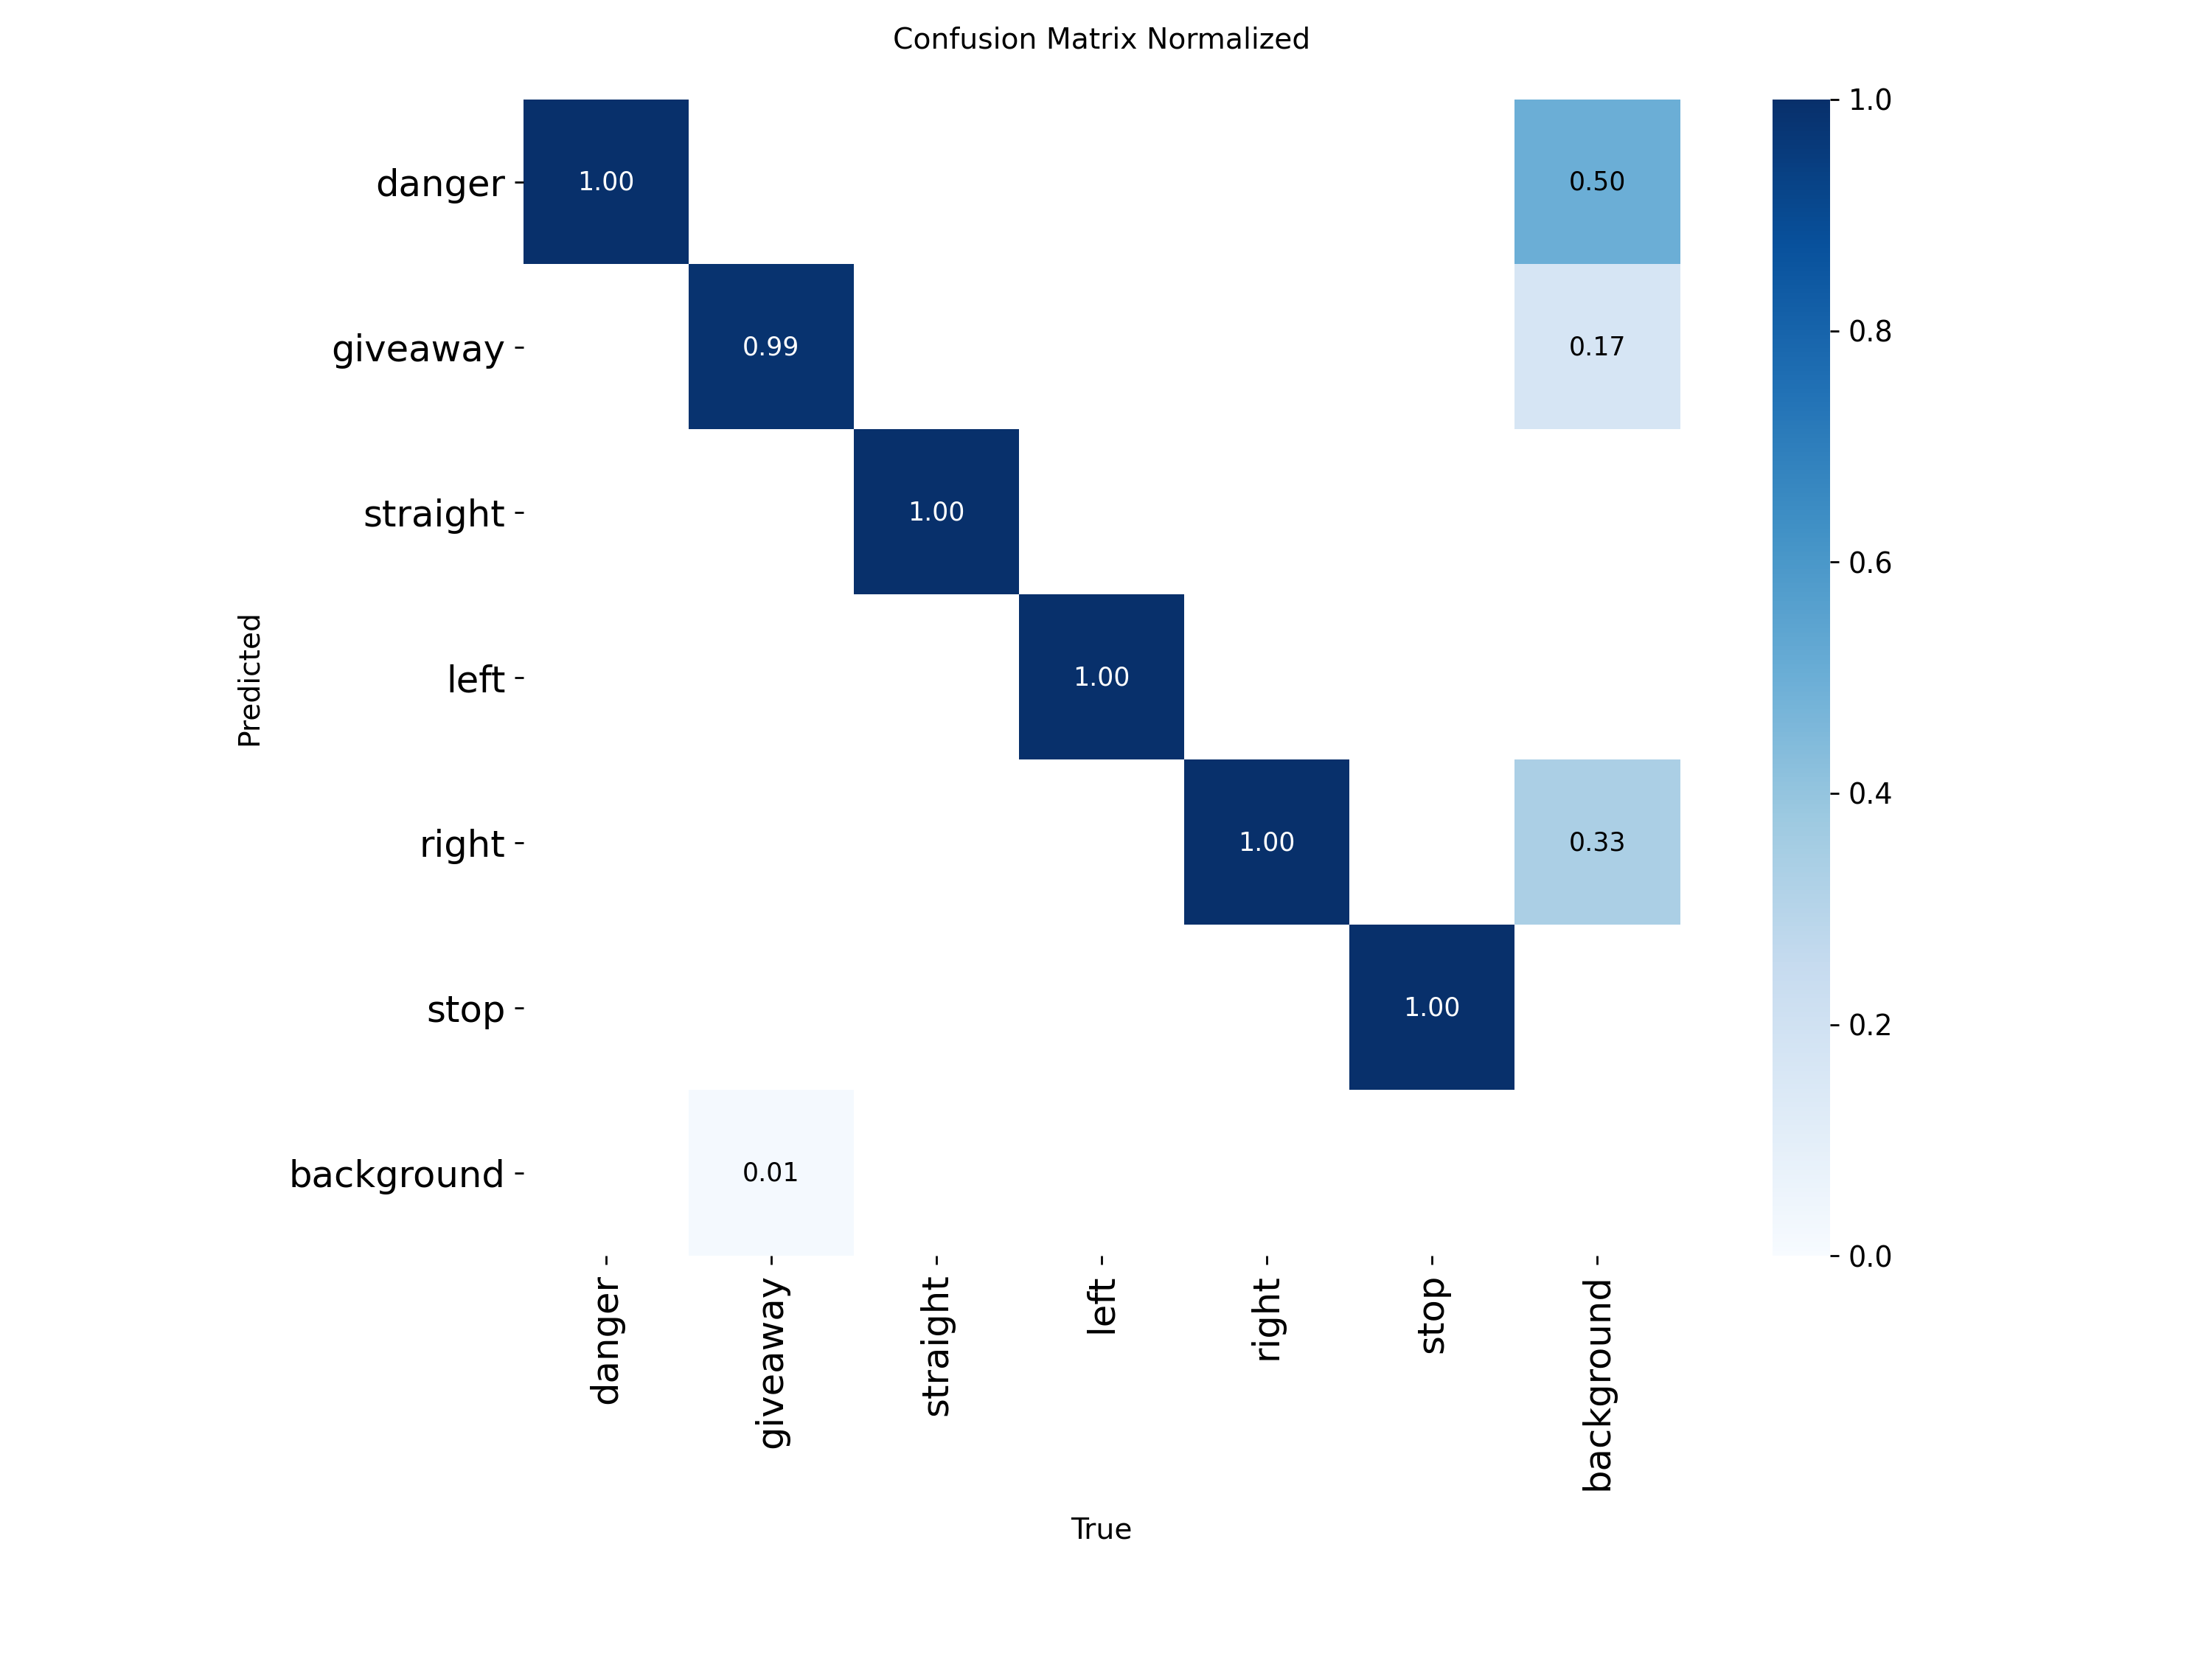 Confusion Matrix Normalized
danger 1.00 0.50
giveaway 0.99 0.17
straight 1.00
left 1.00
right 1.00 0.33
stop 1.00
background 0.01
Predicted
danger giveaway straight left right stop background
True
1.0
0.8
0.6
0.4
0.2
0.0